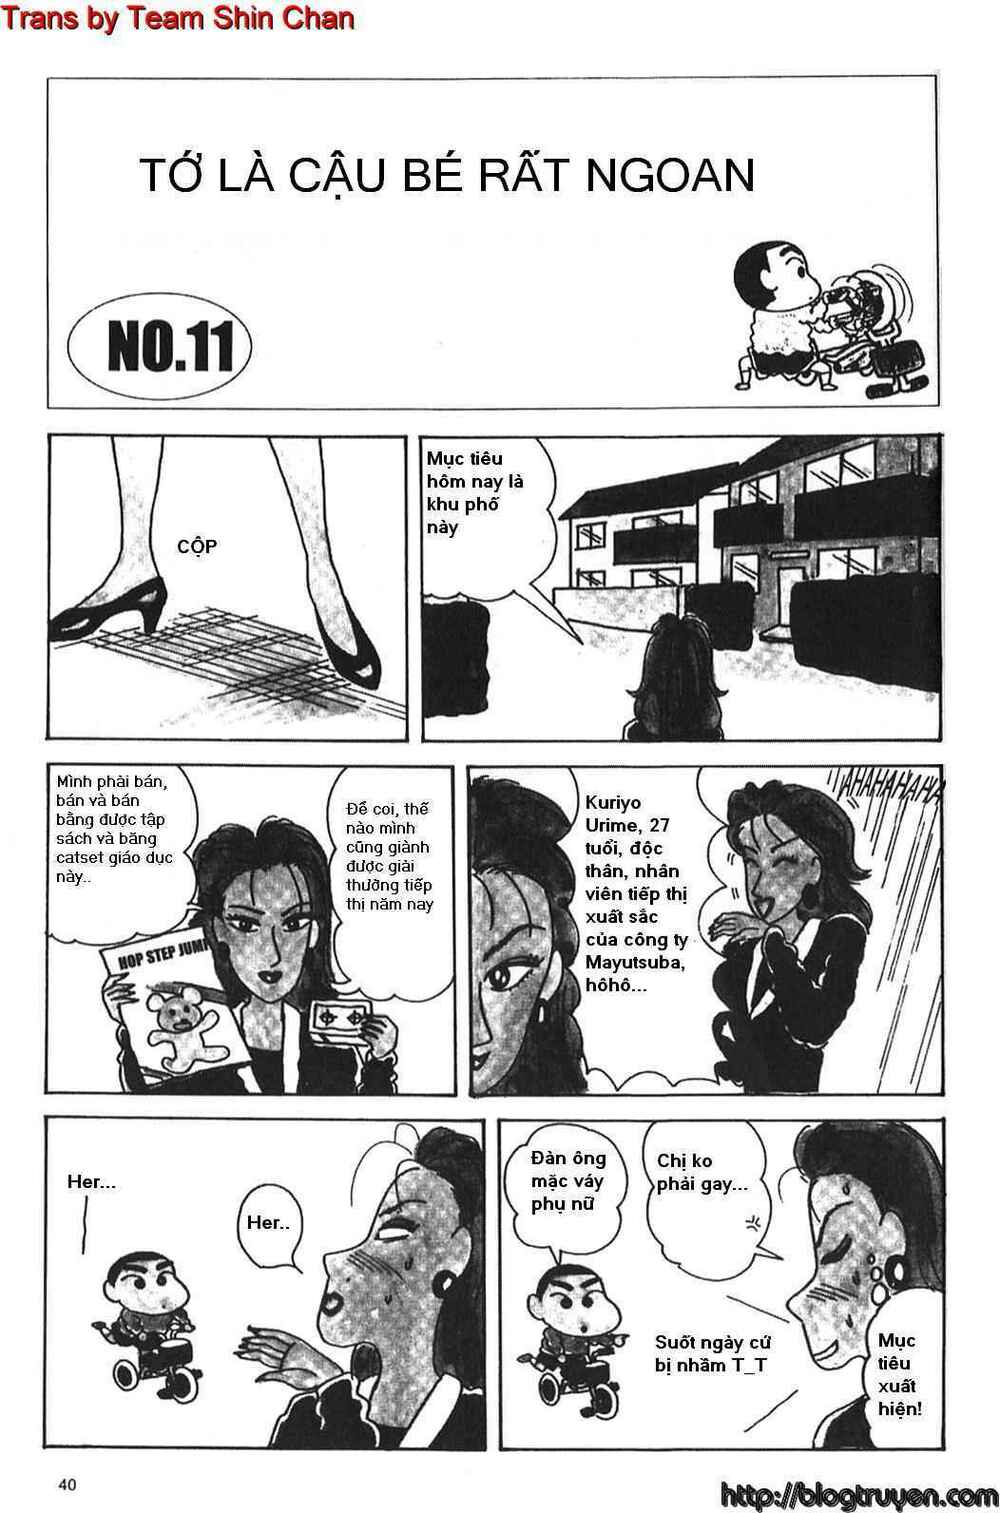 Trans by Team Shin Chan
TỚ LÀ CẬU BÉ RẤT NGOAN
NO.11
CỘP
Mục tiêu
hôm nay là
khu phố
này
Mình phài bán,
bán và bán
bằng được tập
sách và băng
catset giáo dục
này..
Để coi, thế
nào mình
cũng giành
được giài
thưởng tiếp
thị năm nay
HOP STEP JUMP
Kuriyo
Urime, 27
tuổi, độc
thân, nhân
viên tiếp thị
xuất sắc
của công ty
Mayutsuba,
hôhô...
AHAHAHAHAHA
Her...
Her..
Đàn ông
mặc váy
phụ nữ
Chị ko
phải gay...
Suốt ngày cứ
bị nhầm T_T
Mục
tiêu
xuất
hiện!
40
http://blogtruyen.com